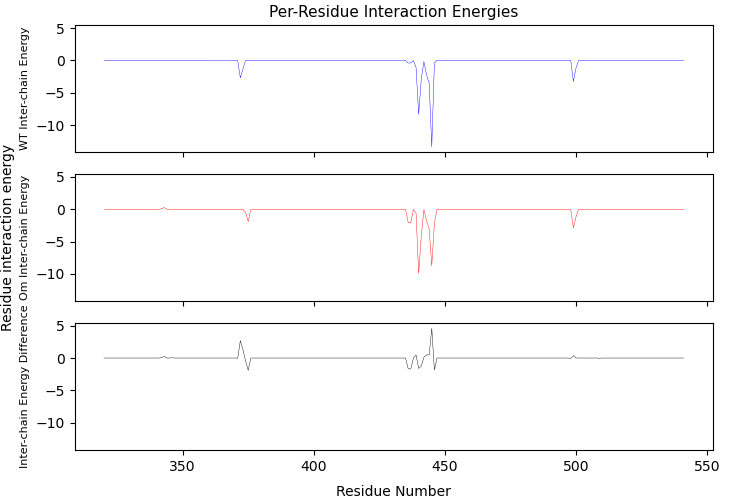 Per-Residue Interaction Energies
Residue interaction energy
WT Inter-chain Energy
5
0
−5
−10
Om Inter-chain Energy
5
0
−5
−10
Inter-chain Energy Difference
5
0
−5
−10
350
400
450
500
550
Residue Number